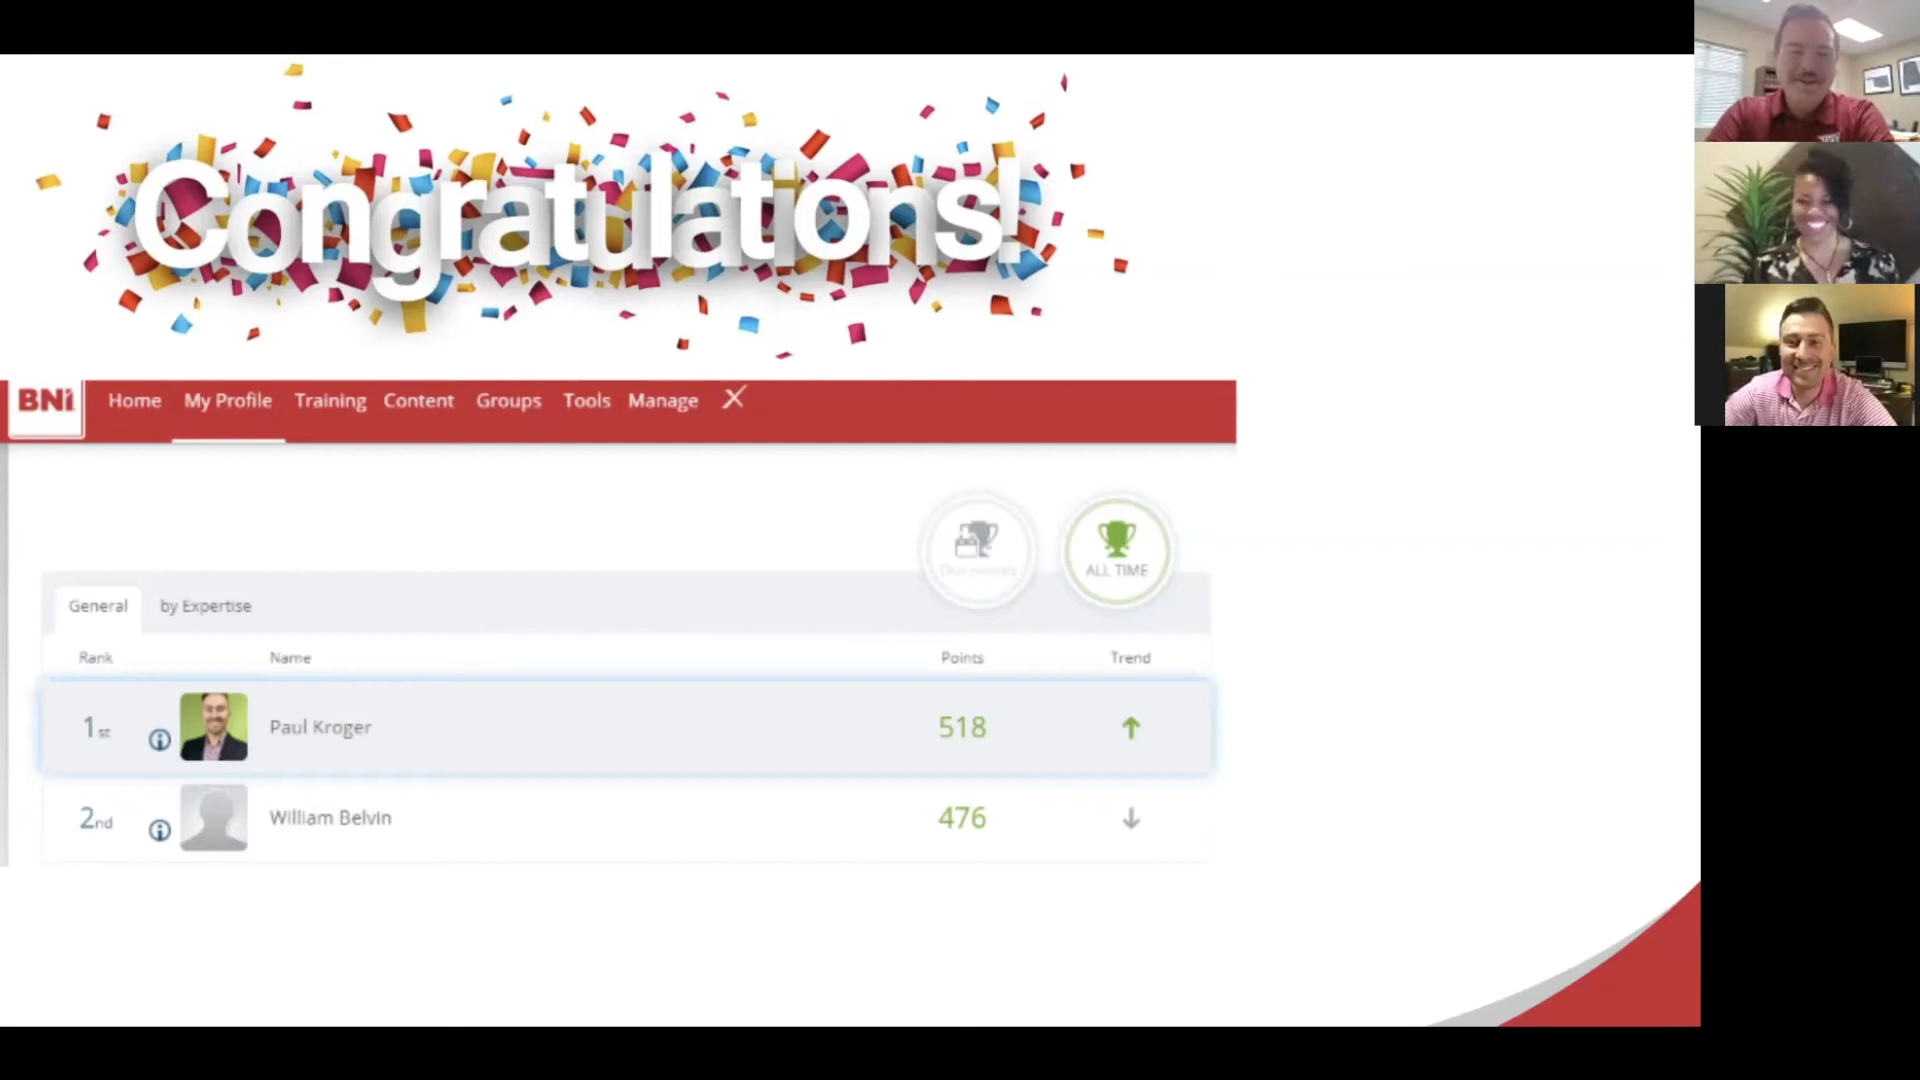 Congratulations!
BNI Home My Profile Training Content Groups Tools Manage
ALL TIME
General by Expertise
Rank Name Points Trend
1st Paul Kroger 518
2nd William Belvin 476